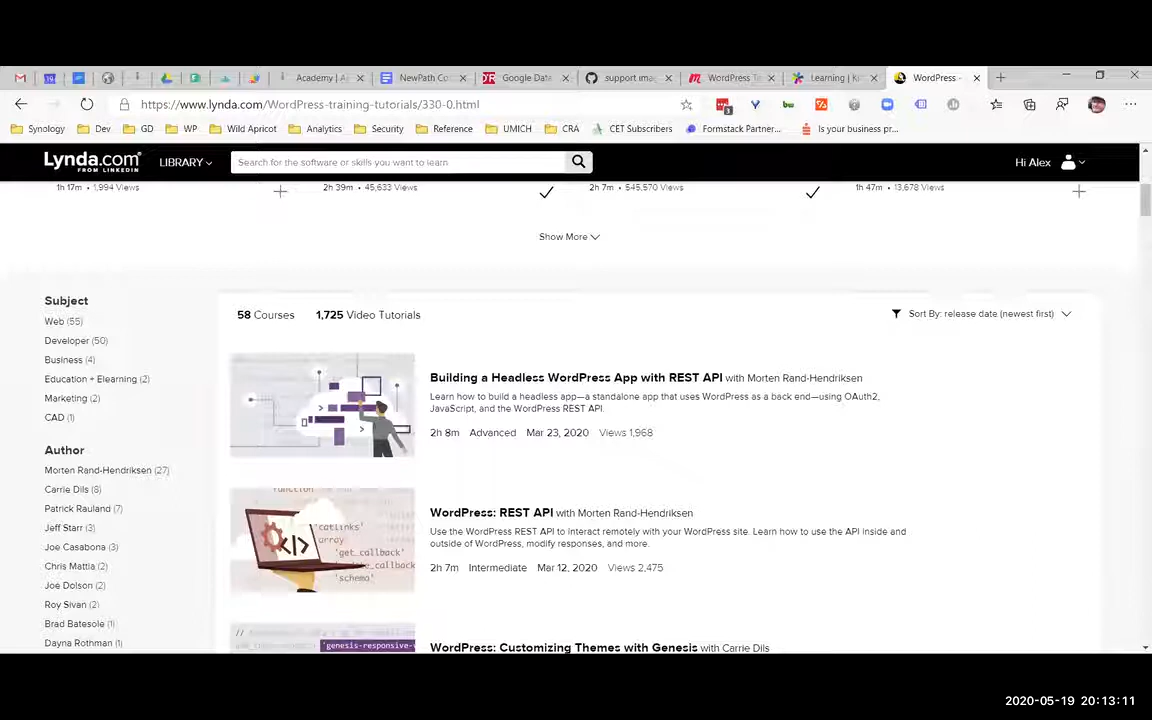 Academy | A
NewPath Co
Google Data
support ima
WordPress Te
Learning | Ki
WordPress -
https://www.lynda.com/WordPress-training-tutorials/330-0.html
Synology
Dev
GD
WP
Wild Apricot
Analytics
Security
Reference
UMICH
CRA
CET Subscribers
Formstack Partner...
Is your business pr...
Lynda.com
FROM LINKEDIN
LIBRARY
Search for the software or skills you want to learn
Hi Alex
1h 17m • 1,994 Views
2h 39m • 45,633 Views
2h 7m • 545,570 Views
1h 47m • 13,678 Views
Show More
Subject
Web (55)
Developer (50)
Business (4)
Education + Elearning (2)
Marketing (2)
CAD (1)
Author
Morten Rand-Hendriksen (27)
Carrie Dils (8)
Patrick Rauland (7)
Jeff Starr (3)
Joe Casabona (3)
Chris Mattia (2)
Joe Dolson (2)
Roy Sivan (2)
Brad Batesole (1)
Dayna Rothman (1)
58 Courses 1,725 Video Tutorials
Sort By: release date (newest first)
Building a Headless WordPress App with REST API with Morten Rand-Hendriksen
Learn how to build a headless app—a standalone app that uses WordPress as a back end—using OAuth2,
JavaScript, and the WordPress REST API.
2h 8m Advanced Mar 23, 2020 Views 1,968
function
'catlinks'
array
'get_callback'
'schema'
WordPress: REST API with Morten Rand-Hendriksen
Use the WordPress REST API to interact remotely with your WordPress site. Learn how to use the API inside and
outside of WordPress, modify responses, and more.
2h 7m Intermediate Mar 12, 2020 Views 2,475
'genesis-responsive-
WordPress: Customizing Themes with Genesis with Carrie Dils
2020-05-19 20:13:11